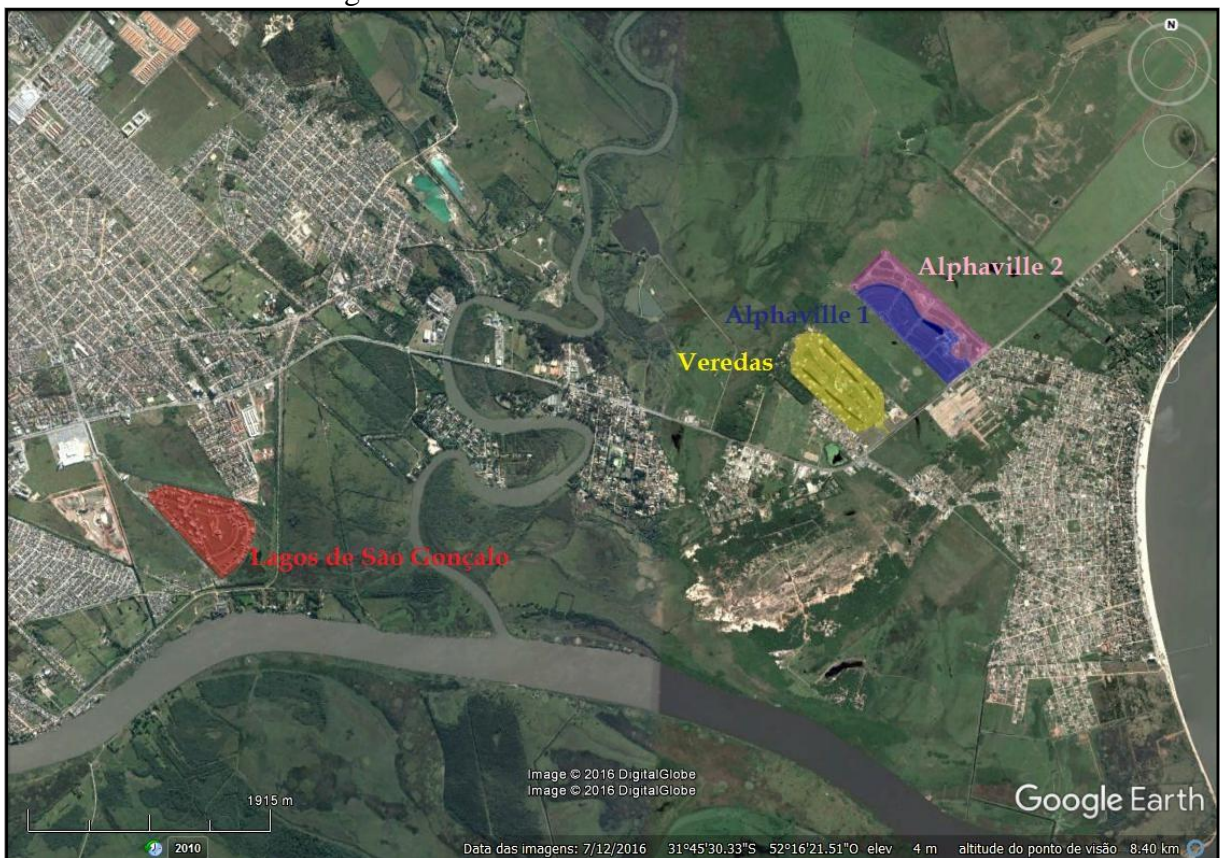 N
Alphaville 2
Alphaville 1
Veredas
Lagos de São Gonçalo
Image © 2016 DigitalGlobe
Image © 2016 DigitalGlobe
Google Earth
1915 m
2010
Data das imagens: 7/12/2016 31°45'30.33"S 52°16'21.51"O elev 4 m altitude do ponto de visão 8.40 km